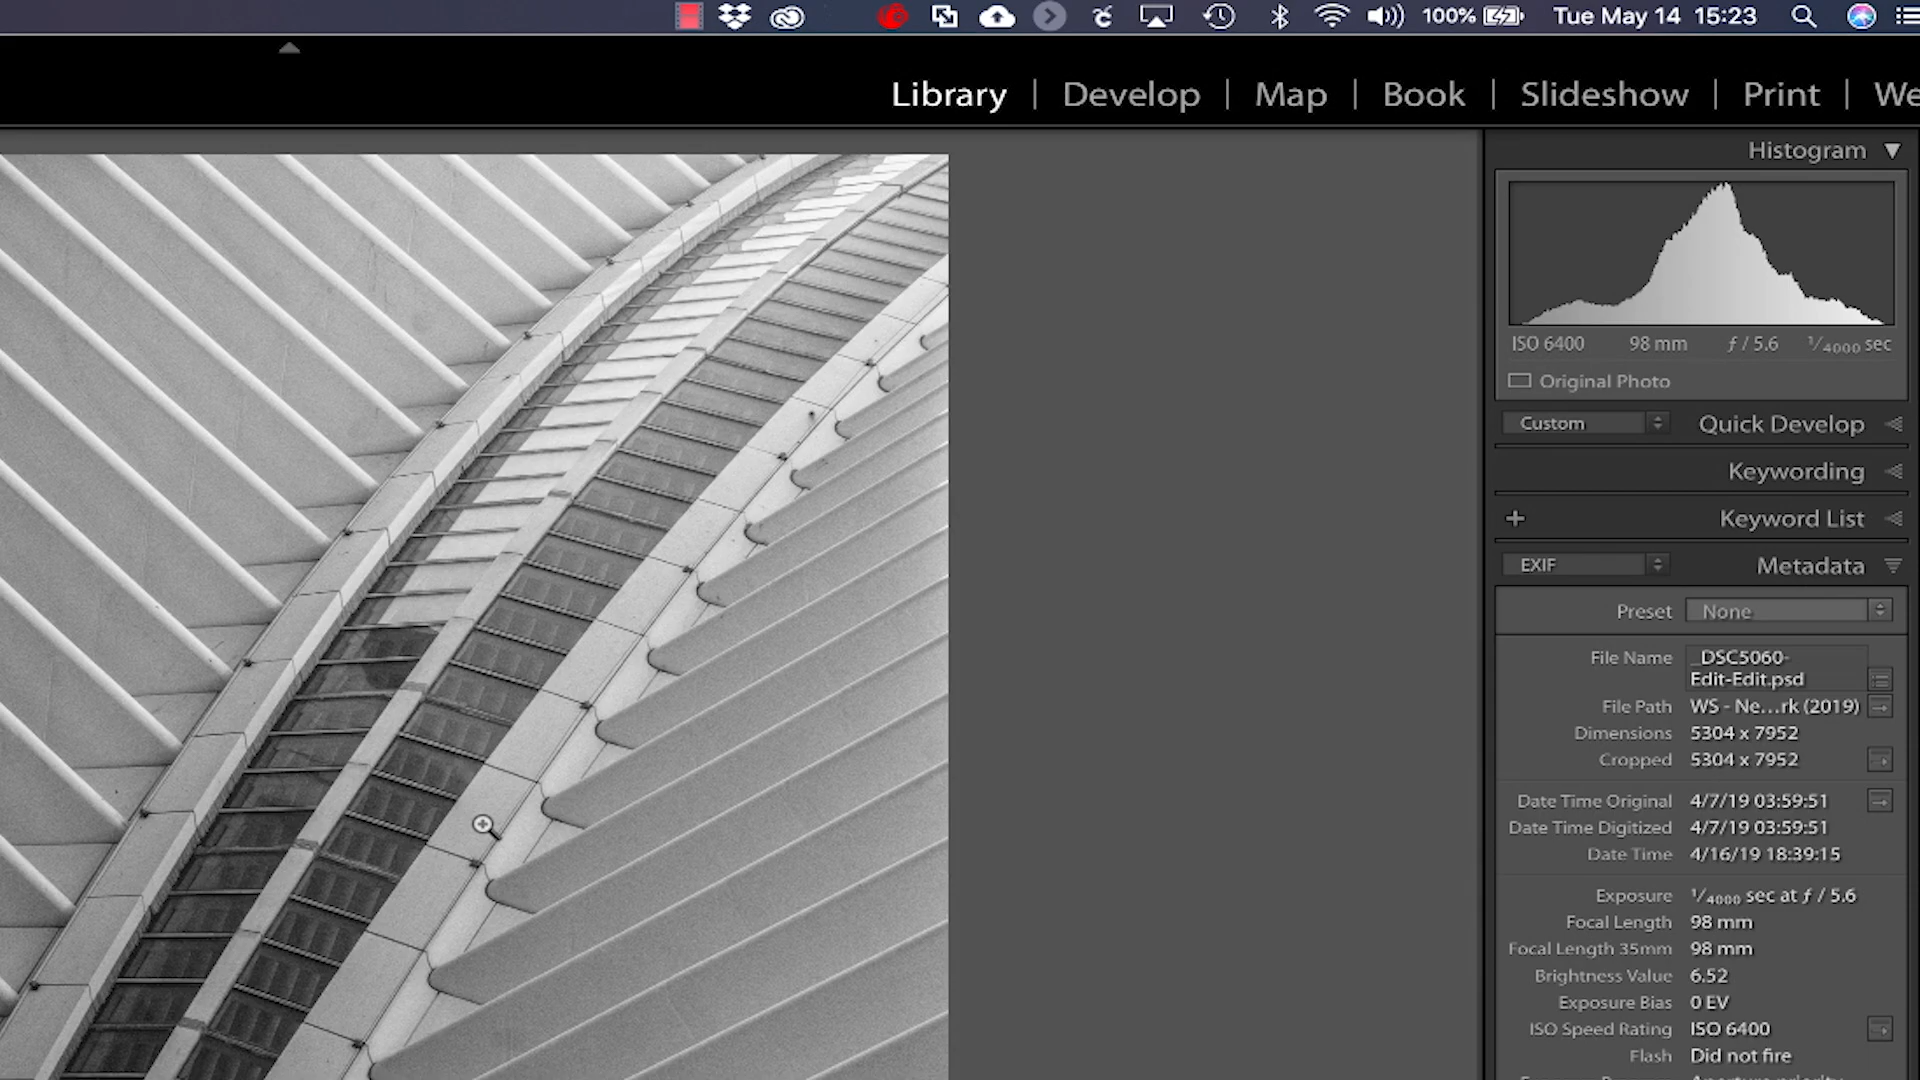 100% Tue May 14 15:23
Library | Develop | Map | Book | Slideshow | Print | We
Histogram
ISO 6400 98 mm ƒ / 5.6 1/4000 sec
Original Photo
Custom Quick Develop
Keywording
+ Keyword List
EXIF Metadata
Preset None
File Name _DSC5060-
Edit-Edit.psd
File Path WS - Ne...rk (2019)
Dimensions 5304 x 7952
Cropped 5304 x 7952
Date Time Original 4/7/19 03:59:51
Date Time Digitized 4/7/19 03:59:51
Date Time 4/16/19 18:39:15
Exposure 1/4000 sec at ƒ / 5.6
Focal Length 98 mm
Focal Length 35mm 98 mm
Brightness Value 6.52
Exposure Bias 0 EV
ISO Speed Rating ISO 6400
Flash Did not fire